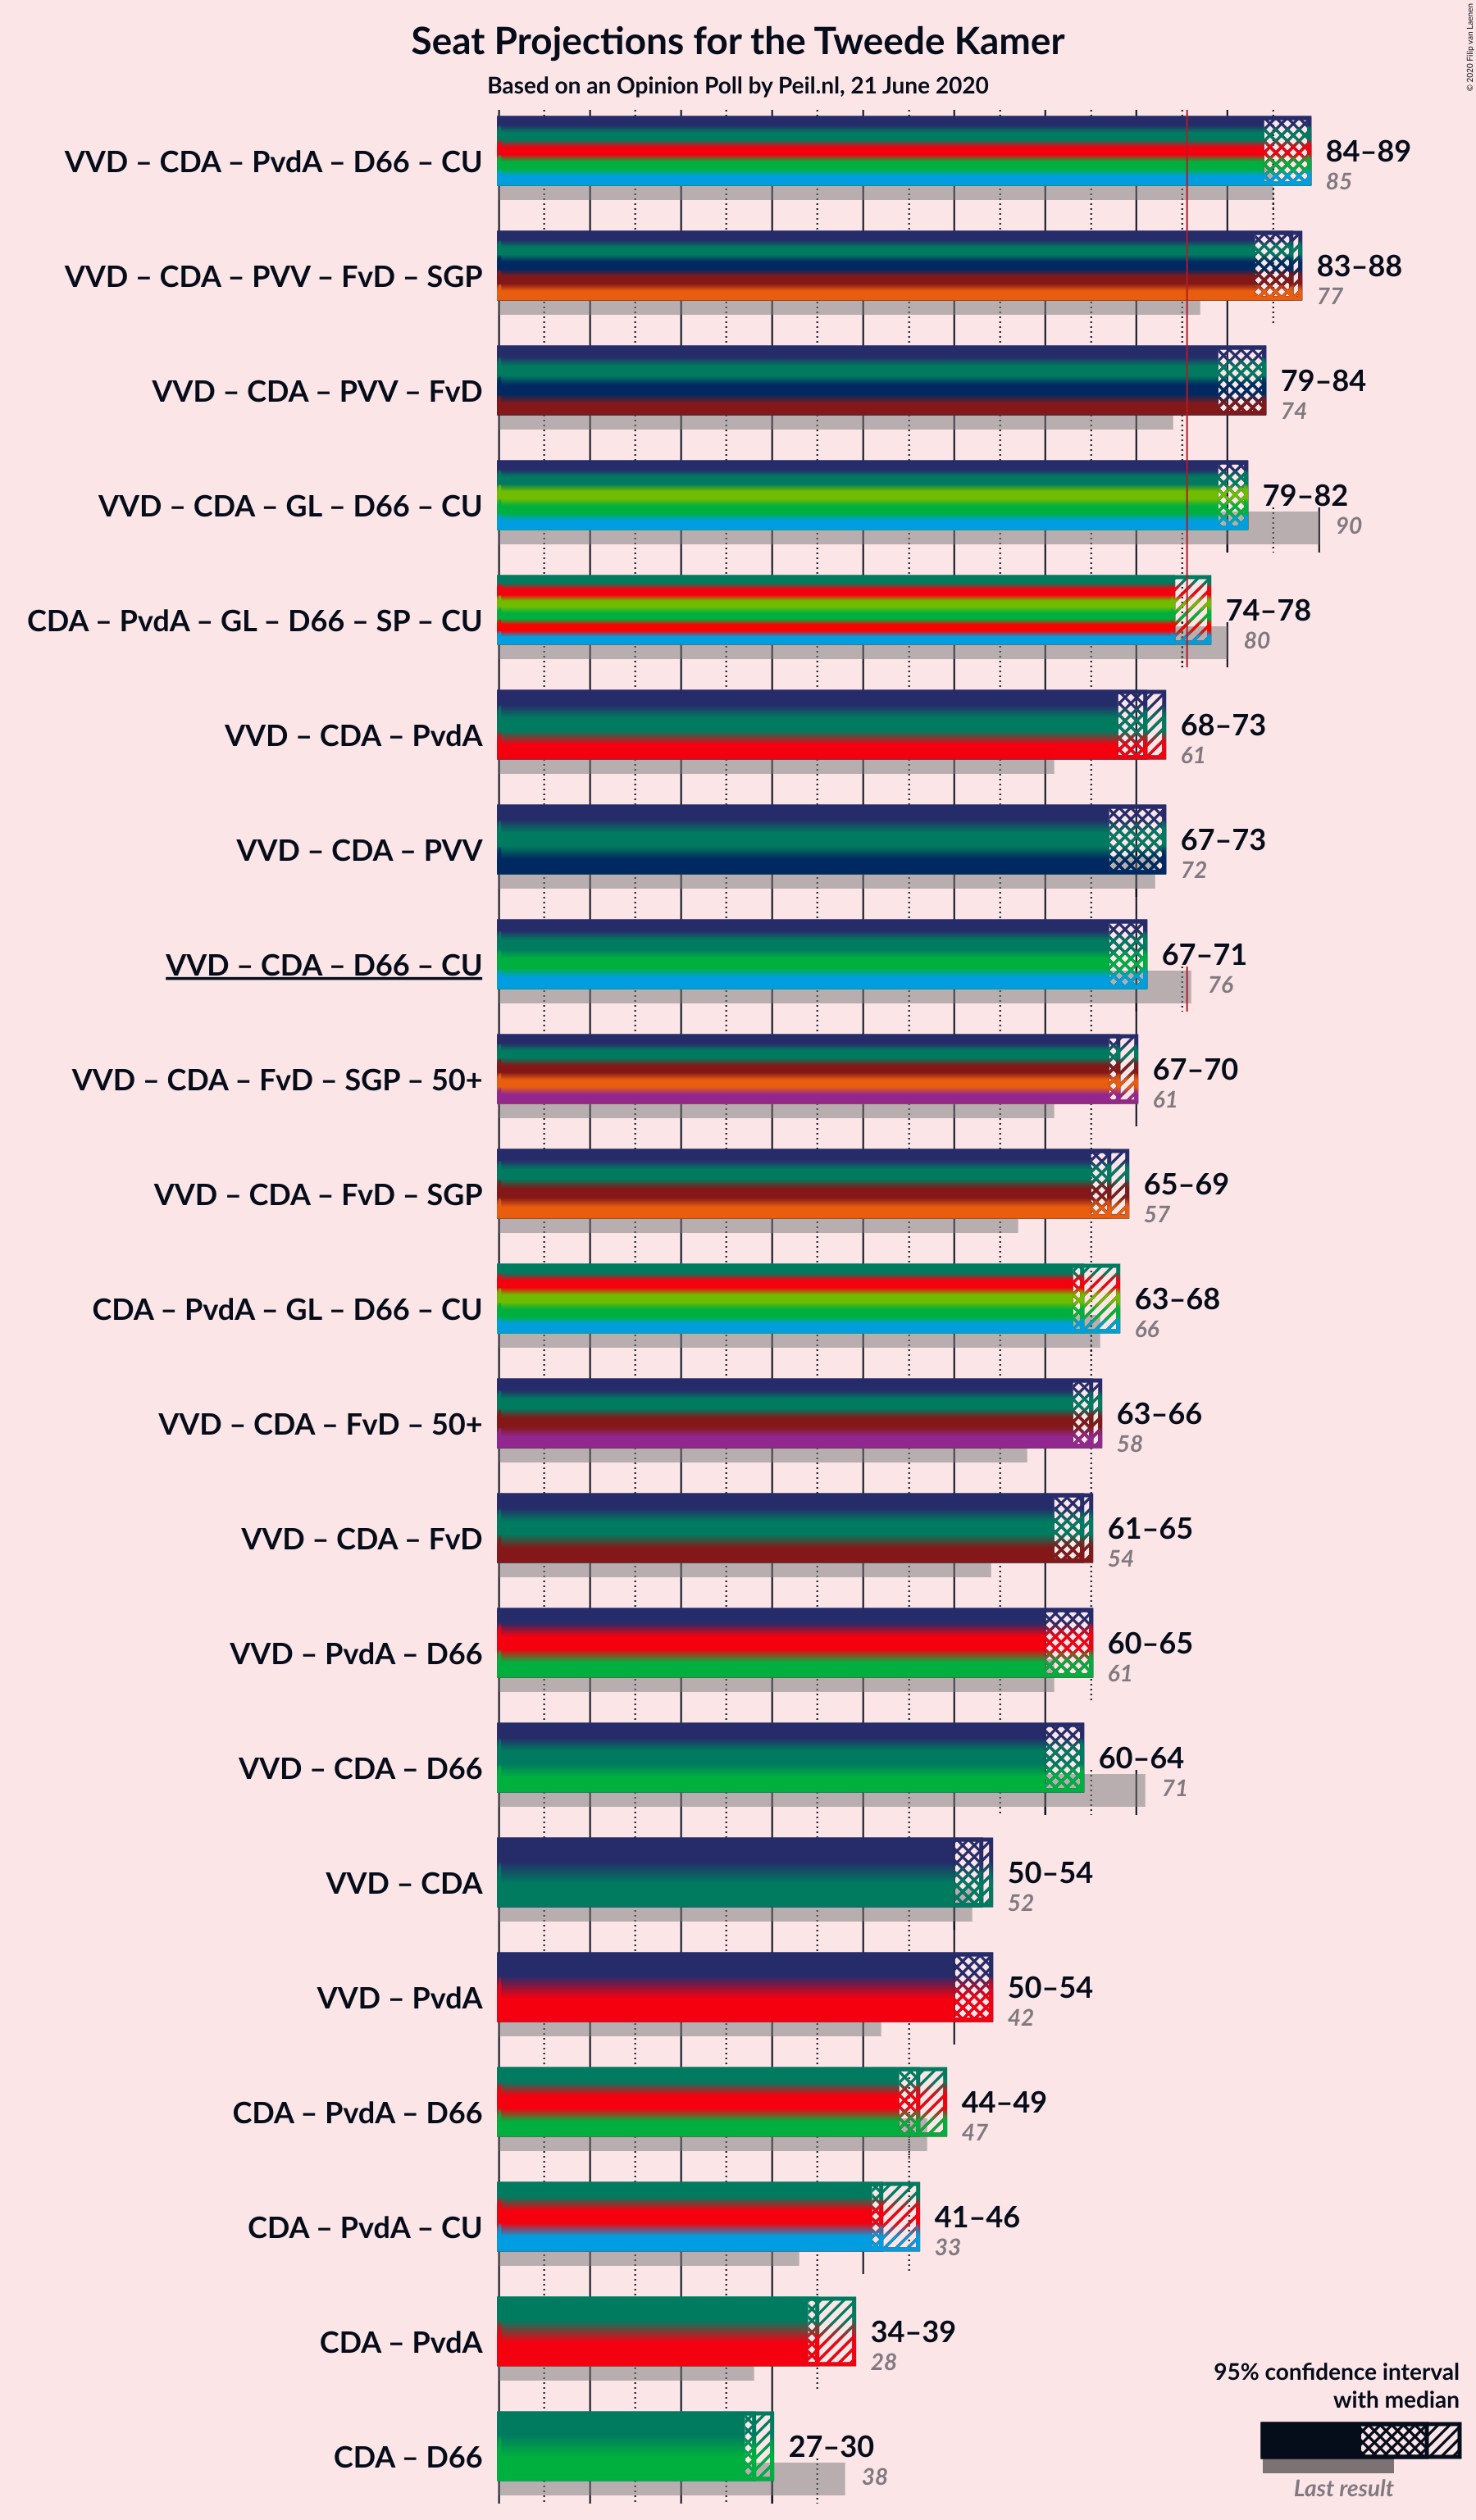 Seat Projections for the Tweede Kamer
Based on an Opinion Poll by Peil.nl, 21 June 2020
© 2020 Filip van Laenen
VVD – CDA – PvdA – D66 – CU
84–89
85
VVD – CDA – PVV – FvD – SGP
83–88
77
VVD – CDA – PVV – FvD
79–84
74
VVD – CDA – GL – D66 – CU
79–82
90
CDA – PvdA – GL – D66 – SP – CU
74–78
80
VVD – CDA – PvdA
68–73
61
VVD – CDA – PVV
67–73
72
VVD – CDA – D66 – CU
67–71
76
VVD – CDA – FvD – SGP – 50+
67–70
61
VVD – CDA – FvD – SGP
65–69
57
CDA – PvdA – GL – D66 – CU
63–68
66
VVD – CDA – FvD – 50+
63–66
58
VVD – CDA – FvD
61–65
54
VVD – PvdA – D66
60–65
61
VVD – CDA – D66
60–64
71
VVD – CDA
50–54
52
VVD – PvdA
50–54
42
CDA – PvdA – D66
44–49
47
CDA – PvdA – CU
41–46
33
CDA – PvdA
34–39
28
CDA – D66
27–30
38
95% confidence interval
with median
Last result